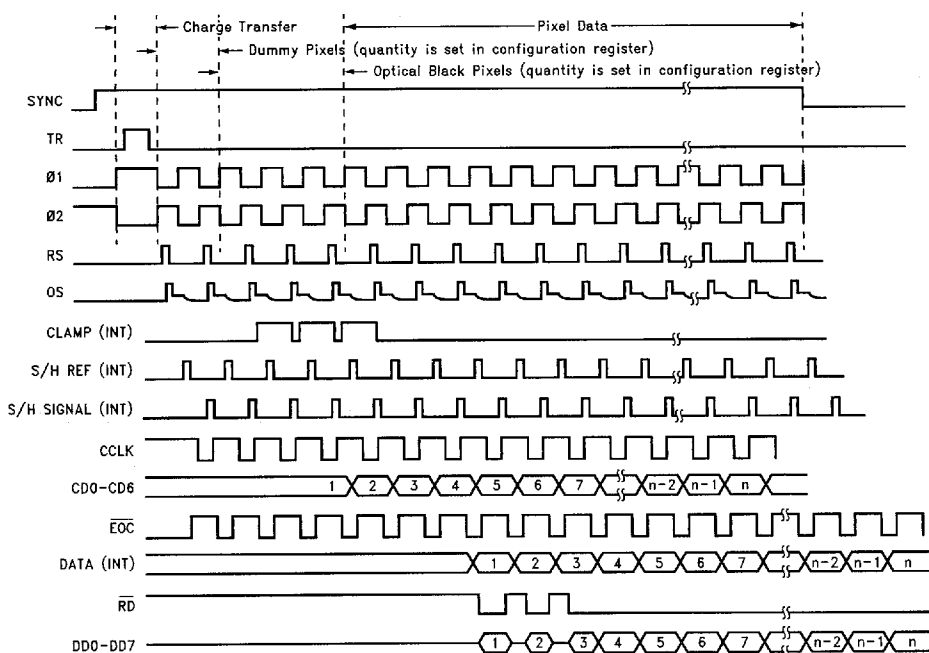 Charge Transfer
Pixel Data
Dummy Pixels (quantity is set in configuration register)
Optical Black Pixels (quantity is set in configuration register)
SYNC
TR
Ø1
Ø2
RS
OS
CLAMP (INT)
S/H REF (INT)
S/H SIGNAL (INT)
CCLK
CD0-CD6 1 2 3 4 5 6 7 n-2 n-1 n
EOC
DATA (INT) 1 2 3 4 5 6 7 n-2 n-1 n
RD
DD0-DD7 1 2 3 4 5 6 7 n-2 n-1 n